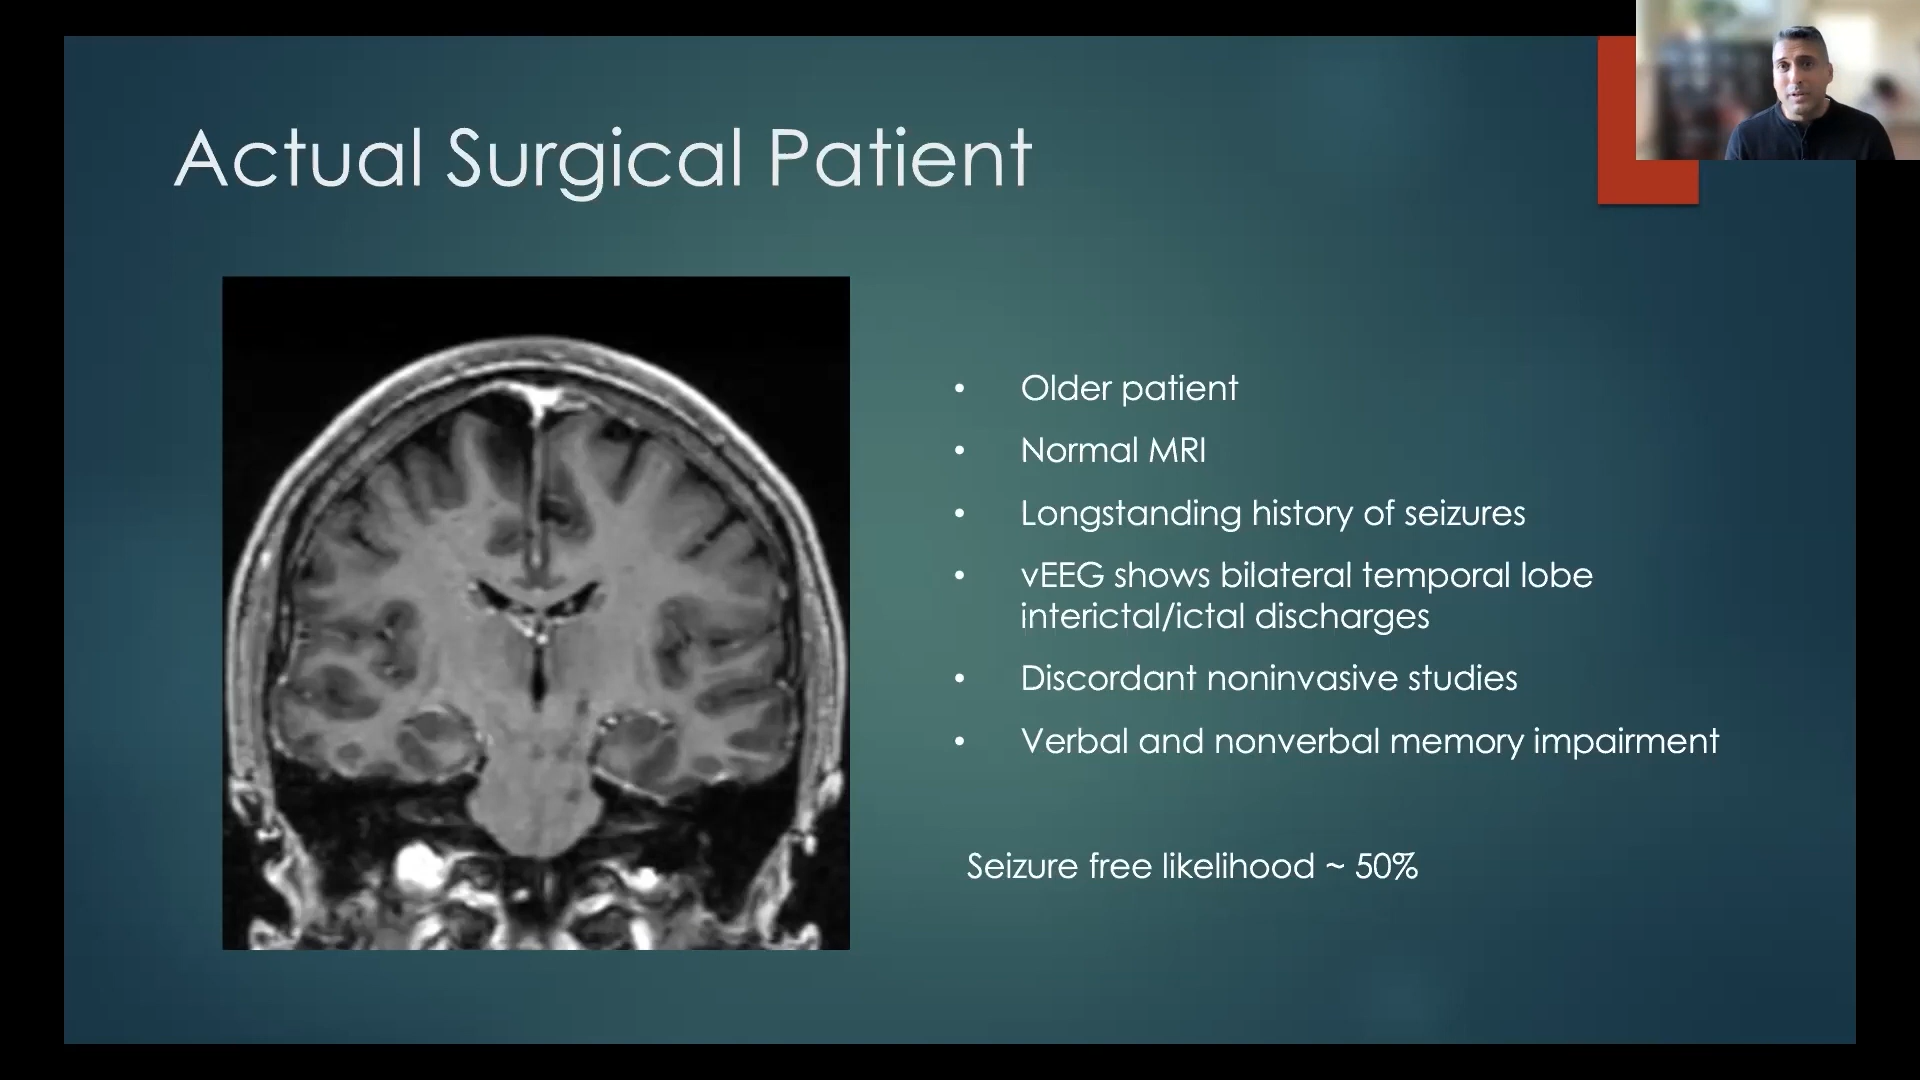 Actual Surgical Patient
• Older patient
• Normal MRI
• Longstanding history of seizures
• vEEG shows bilateral temporal lobe
interictal/ictal discharges
• Discordant noninvasive studies
• Verbal and nonverbal memory impairment
Seizure free likelihood ~ 50%